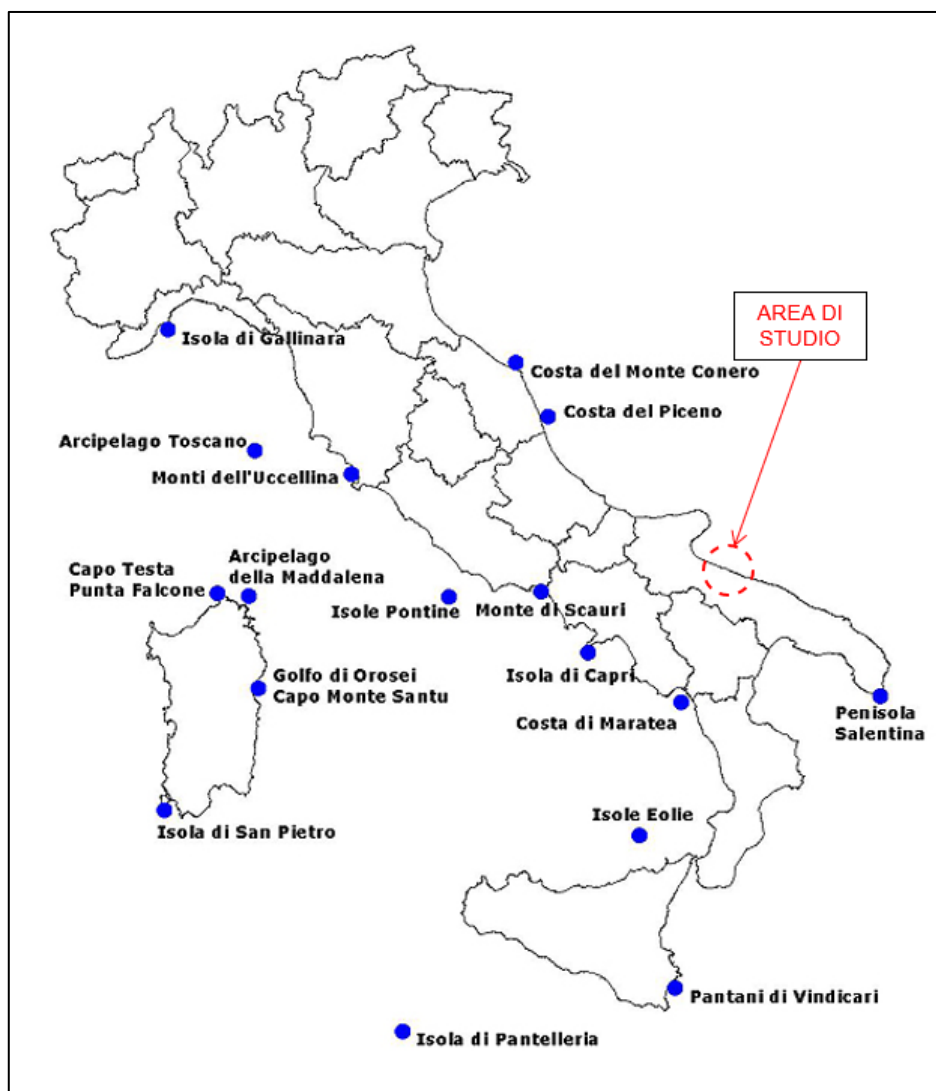 AREA DI
STUDIO
Isola di Gallinara
Costa del Monte Conero
Costa del Piceno
Arcipelago Toscano
Monti dell'Uccellina
Capo Testa
Punta Falcone
Arcipelago
della Maddalena
Isole Pontine
Monte di Scauri
Isola di Capri
Golfo di Orosei
Capo Monte Santu
Costa di Maratea
Penisola
Salentina
Isola di San Pietro
Isole Eolie
Pantani di Vindicari
Isola di Pantelleria